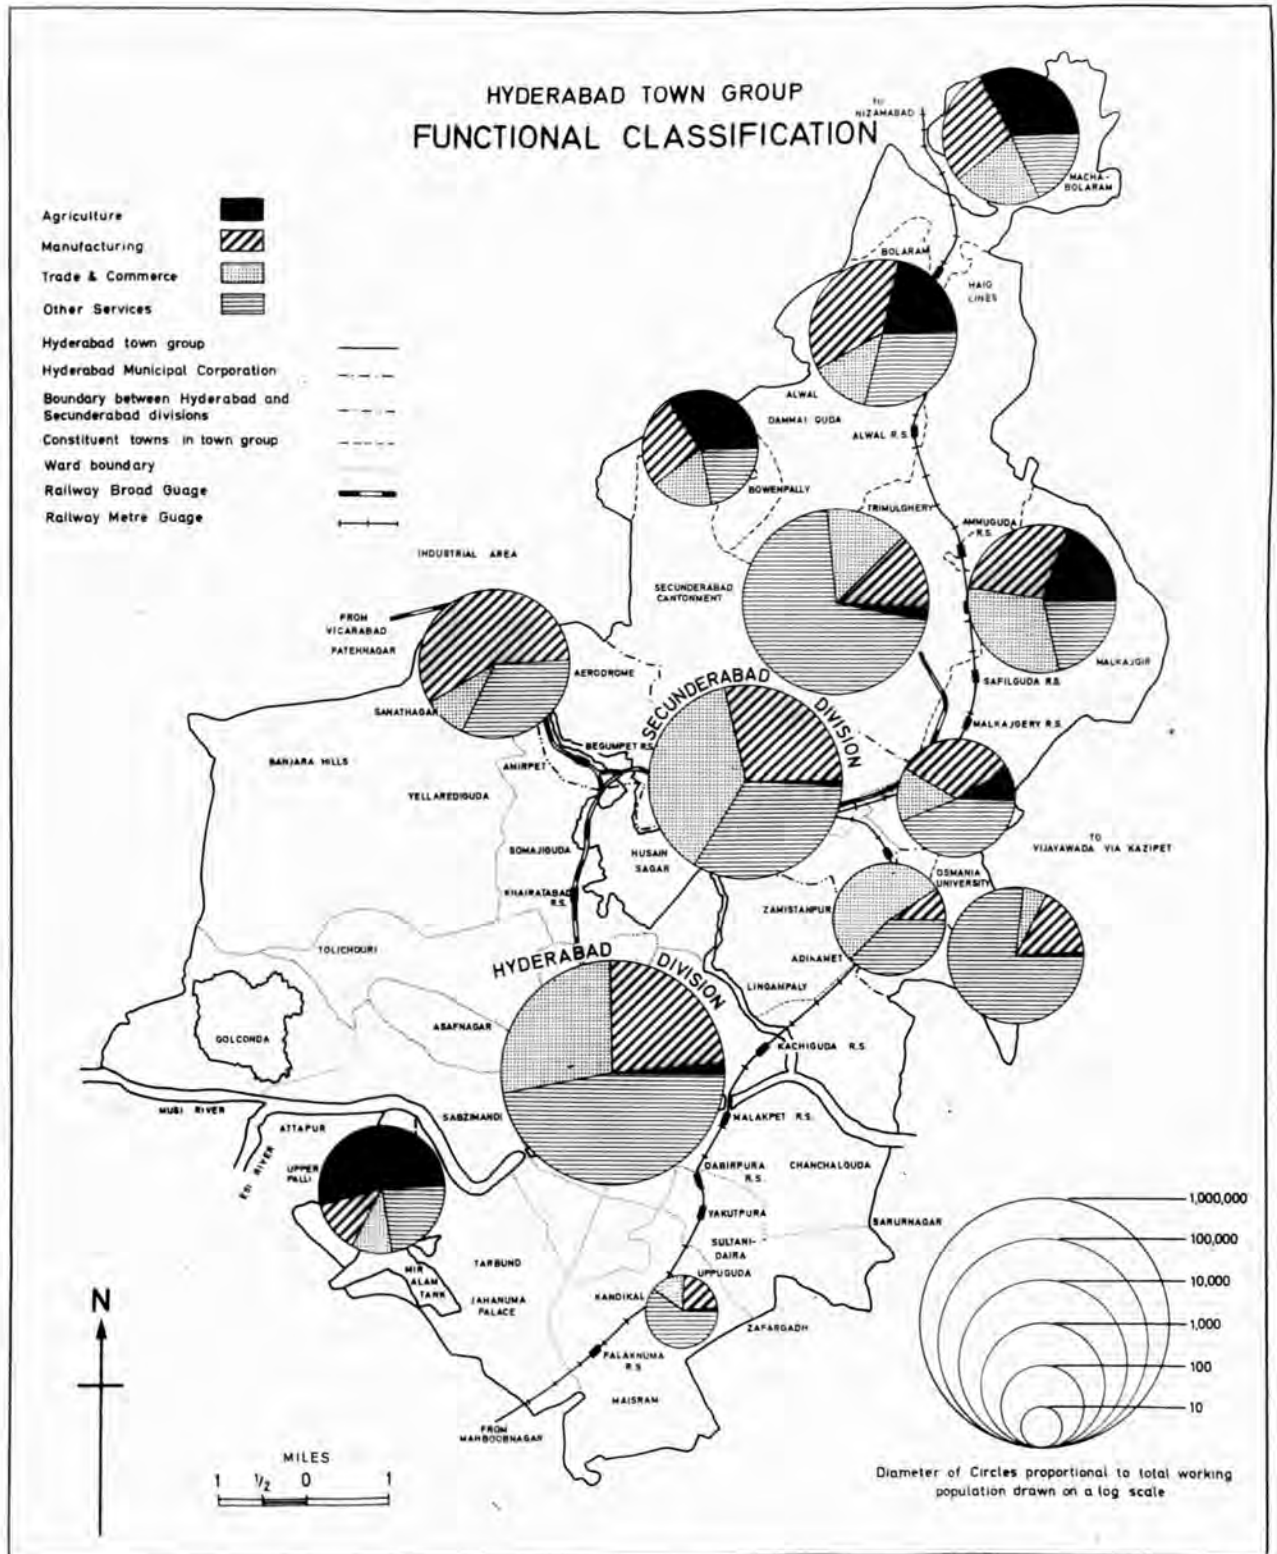 HYDERABAD TOWN GROUP
FUNCTIONAL CLASSIFICATION
TO
NIZAMABAD
MACHA-
BOLARAM
Agriculture
Manufacturing
Trade & Commerce
Other Services
Hyderabad town group
Hyderabad Municipal Corporation
Boundary between Hyderabad and
Secunderabad divisions
Constituent towns in town group
Ward boundary
Railway Broad Guage
Railway Metre Guage
BOLARAM
HAIG
LINES
ALWAL
DAMMAI GUDA
ALWAL R.S.
BOWENPALLY
TRIMULGHERY
AMMUGUDA
R.S.
INDUSTRIAL AREA
SECUNDERABAD
CANTONMENT
FROM
VICARABAD
PATEHNAGAR
AERODROME
MALKAJGIR
SAFILGUDA R.S.
SANATHAGAR
SECUNDERABAD DIVISION
MALKAJGERY R.S.
BEGUMPET R.S.
BANJARA HILLS
AMIRPET
YELLAREDIGUDA
SOMAJIGUDA
HUSAIN
SAGAR
TO
VIJAYAWADA VIA KAZIPET
KHAIRATABAD
R.S.
OSMANIA
UNIVERSITY
ZAMISTANPUR
TOLICHOURI
HYDERABAD DIVISION
ADIKMET
LINGAMPALY
ASAFNAGAR
GOLCONDA
KACHIGUDA R.S.
MUSI RIVER
SABZIMANDI
MALAKPET R.S.
ATTAPUR
ESI RIVER
UPPER
PALLI
DABIRPURA
R.S.
CHANCHALGUDA
YAKUTPURA
SARURNAGAR
SULTANI-
DAIRA
UPPUGUDA
TARBUND
MIR
ALAM
TANK
JAHANUMA
PALACE
KANDIKAL
ZAFARGADH
FALAKNUMA
R.S
MAISRAM
FROM
MAHBOOBNAGAR
N
MILES
1 1/2 0 1
1,000,000
100,000
10,000
1,000
100
10
Diameter of Circles proportional to total working
population drawn on a log scale